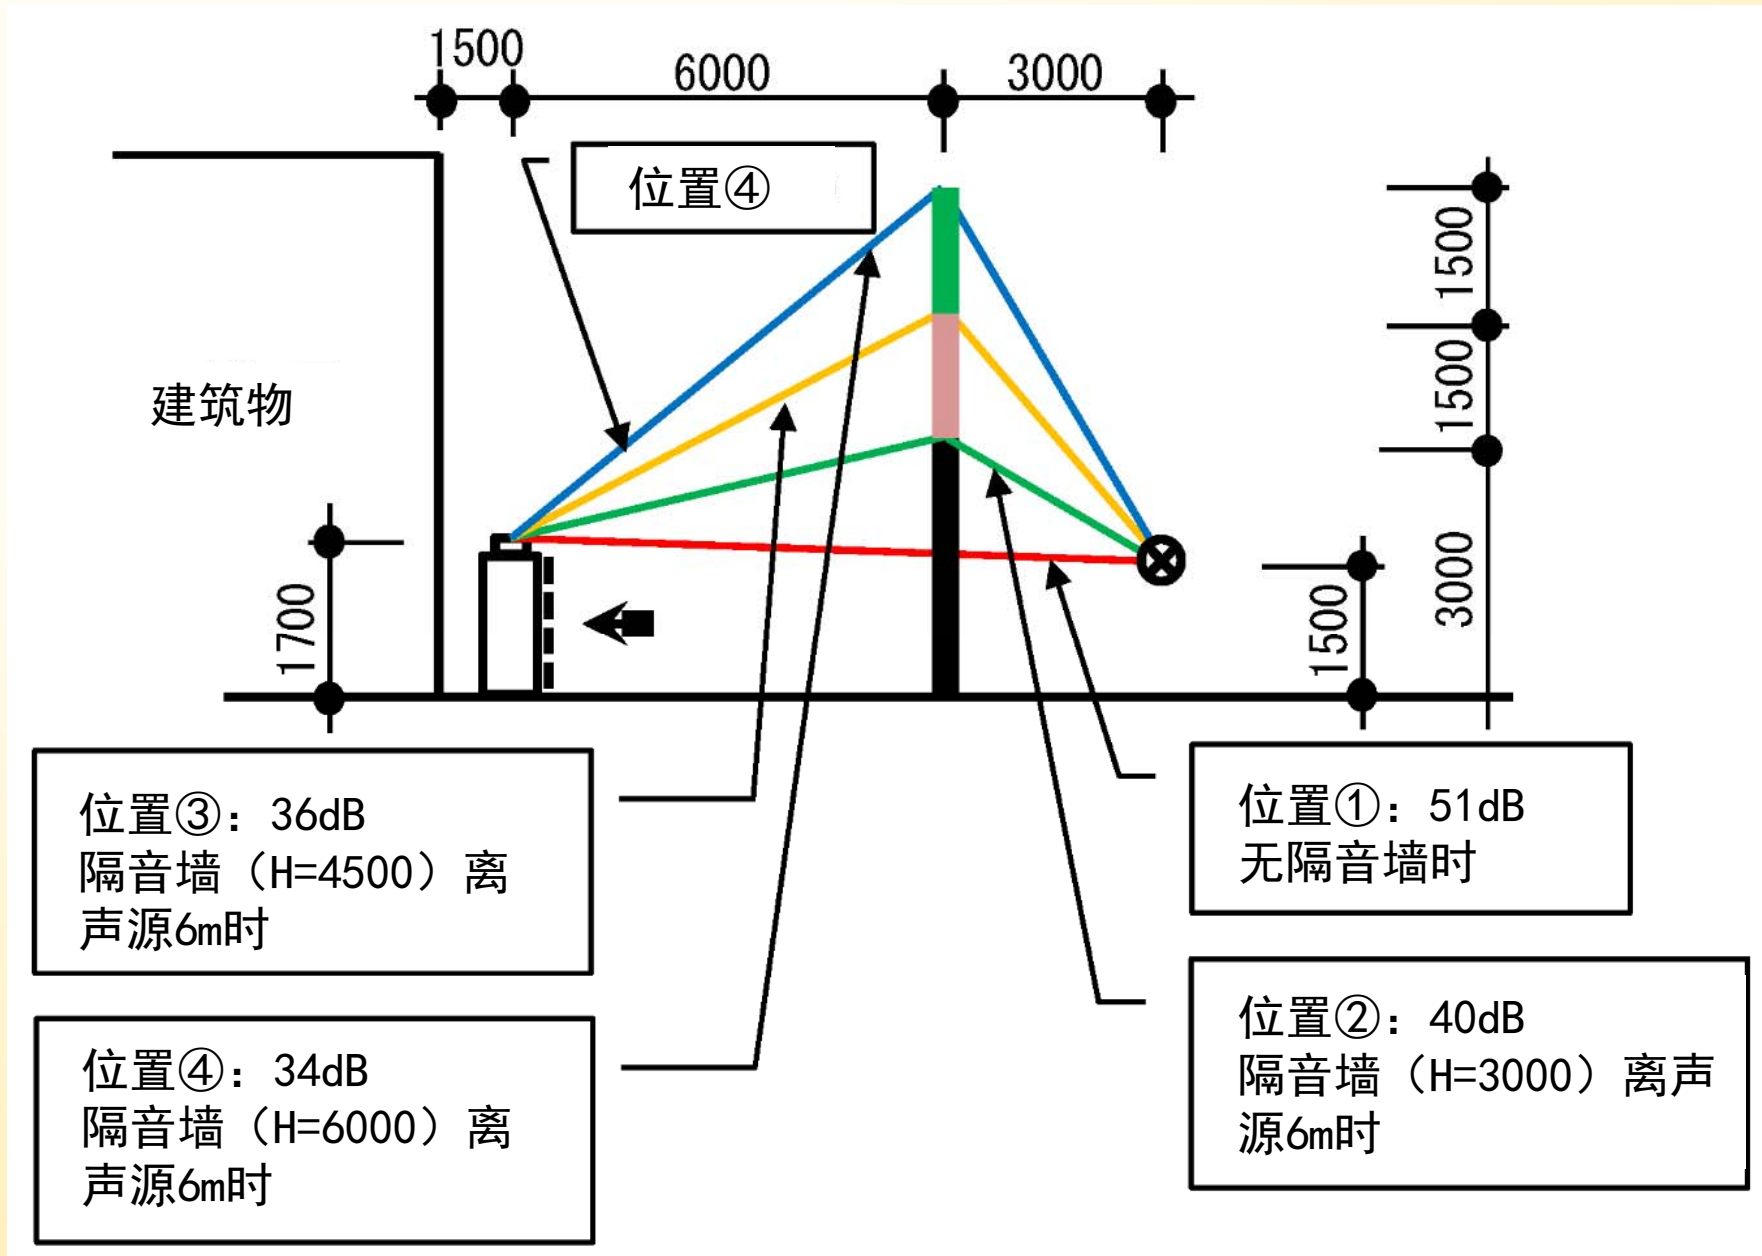 1500
6000
3000
位置④
1500
建筑物
1500
1700
1500
3000
位置③：36dB
隔音墙（H=4500）离
声源6m时
位置①：51dB
无隔音墙时
位置④：34dB
隔音墙（H=6000）离
声源6m时
位置②：40dB
隔音墙（H=3000）离声
源6m时